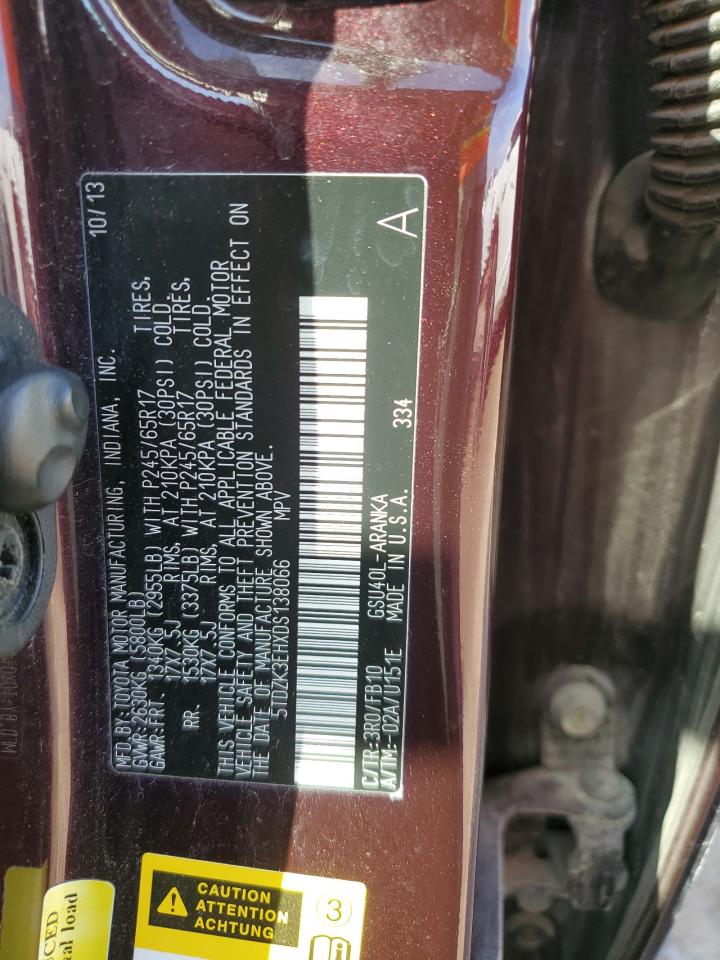 MFD. BY: TOYOTA MOTOR MANUFACTURING, INDIANA, INC. 10/13
GVWR: 2630KG (5800LB)
GAWR: FRT. 1340KG (2955LB) WITH P245/65R17 TIRES,
17X7.5J RIMS, AT 210KPA (30PSI) COLD.
RR. 1530KG (3375LB) WITH P245/65R17 TIRES,
17X7.5J RIMS, AT 210KPA (30PSI) COLD.
THIS VEHICLE CONFORMS TO ALL APPLICABLE FEDERAL MOTOR
VEHICLE SAFETY AND THEFT PREVENTION STANDARDS IN EFFECT ON
THE DATE OF MANUFACTURE SHOWN ABOVE.
5TDZK3EHXDS138066 MPV
C/TR: 3R0/FB10 GSU40L-ARANKA 334 A
A/TM: -02A/U151E MADE IN U.S.A.
CAUTION
ATTENTION
ACHTUNG
3
al load